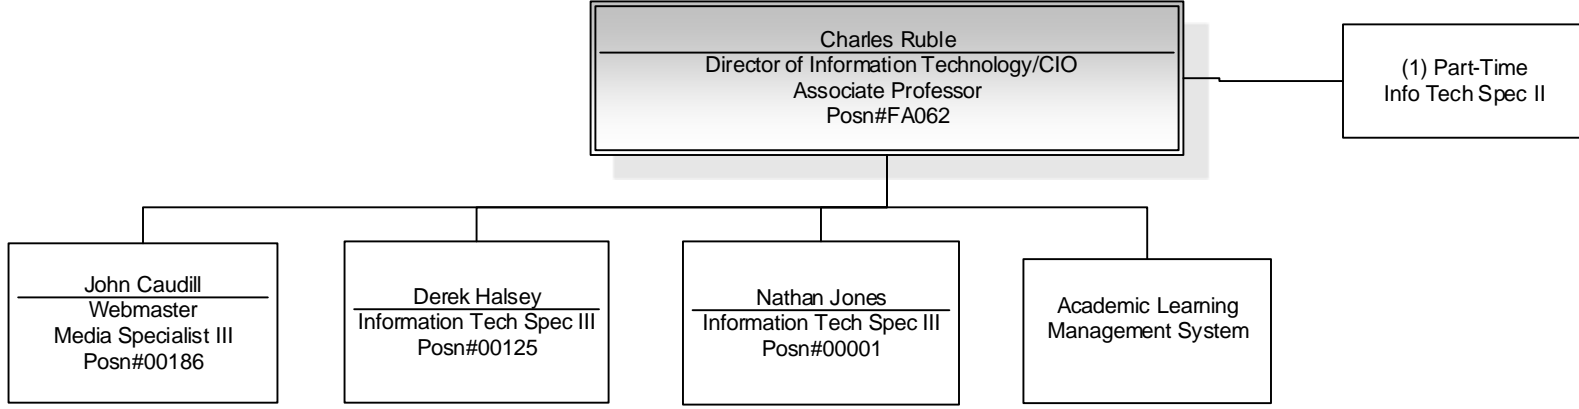 Charles Ruble
Director of Information Technology/CIO
Associate Professor
Posn#FA062
(1) Part-Time
Info Tech Spec II
John Caudill
Webmaster
Media Specialist III
Posn#00186
Derek Halsey
Information Tech Spec III
Posn#00125
Nathan Jones
Information Tech Spec III
Posn#00001
Academic Learning
Management System